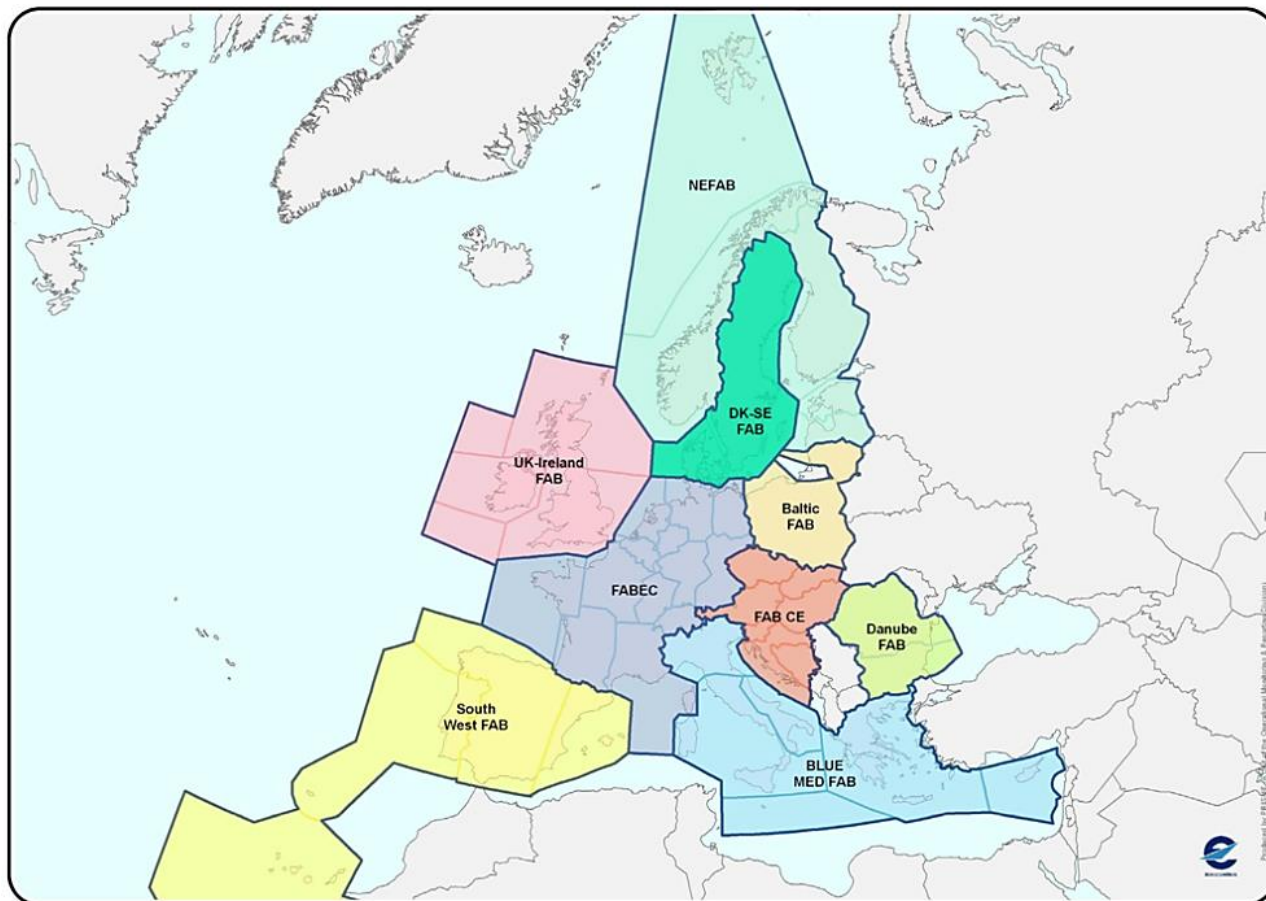 NEFAB
DK-SE
FAB
UK-Ireland
FAB
Baltic
FAB
FABEC
FAB CE
Danube
FAB
South
West FAB
BLUE
MED FAB
EUROCONTROL